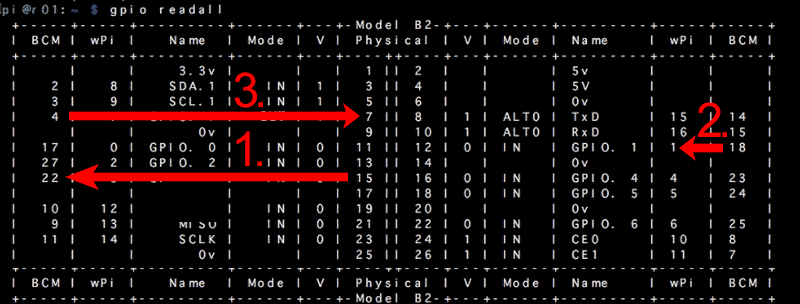 pi@r01:~ $ gpio readall
+-----+-----+---------+------+---+--Model B2--+---+------+---------+-----+-----+
| BCM | wPi | Name | Mode | V | Physical | V | Mode | Name | wPi | BCM |
| | | 3.3v | | | 1 || 2 | | | 5v | | |
| 2 | 8 | SDA.1 | IN | 1 | 3 || 4 | | | 5V | | |
| 3 | 9 | SCL.1 | IN | 1 | 5 || 6 | | | 0v | | |
| 4 | 7 || 8 | 1 | ALT0 | TxD | 15 | 14 |
| | | 0v | | | 9 || 10 | 1 | ALT0 | RxD | 16 | 15 |
| 17 | 0 | GPIO. 0 | IN | 0 | 11 || 12 | 0 | IN | GPIO. 1 | 1 | 18 |
| 27 | 2 | GPIO. 2 | IN | 0 | 13 || 14 | | | 0v | | |
| 22 | 0 | 15 || 16 | 0 | IN | GPIO. 4 | 4 | 23 |
| | | | | | 17 || 18 | 0 | IN | GPIO. 5 | 5 | 24 |
| 10 | 12 | | IN | 0 | 19 || 20 | | | 0v | | |
| 9 | 13 | MISO | IN | 0 | 21 || 22 | 0 | IN | GPIO. 6 | 6 | 25 |
| 11 | 14 | SCLK | IN | 0 | 23 || 24 | 1 | IN | CE0 | 10 | 8 |
| | | 0v | | | 25 || 26 | 1 | IN | CE1 | 11 | 7 |
| BCM | wPi | Name | Mode | V | Physical | V | Mode | Name | wPi | BCM |
+-----+-----+---------+------+---+--Model B2--+---+------+---------+-----+-----+
3.
2.
1.